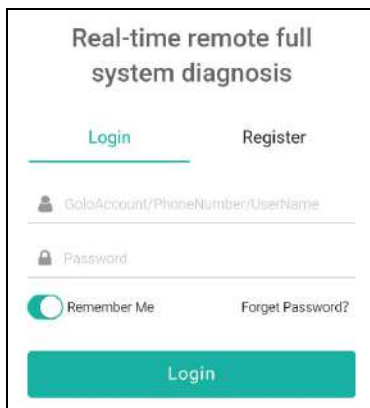 Real-time remote full
system diagnosis
Login Register
GoloAccount/PhoneNumber/UserName
Password
Remember Me Forget Password?
Login